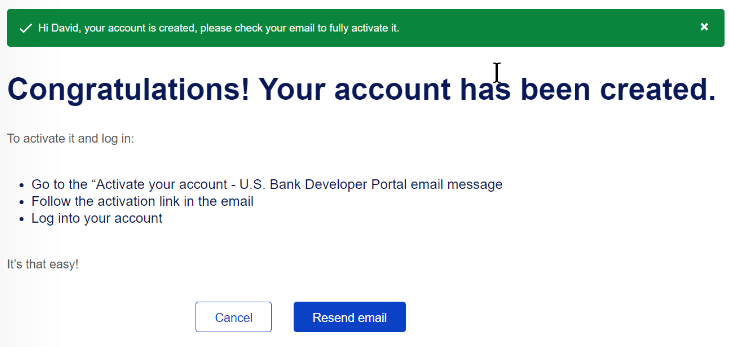 Hi David, your account is created, please check your email to fully activate it.
Congratulations! Your account has been created.
To activate it and log in:
Go to the “Activate your account - U.S. Bank Developer Portal email message
Follow the activation link in the email
Log into your account
It's that easy!
Cancel
Resend email